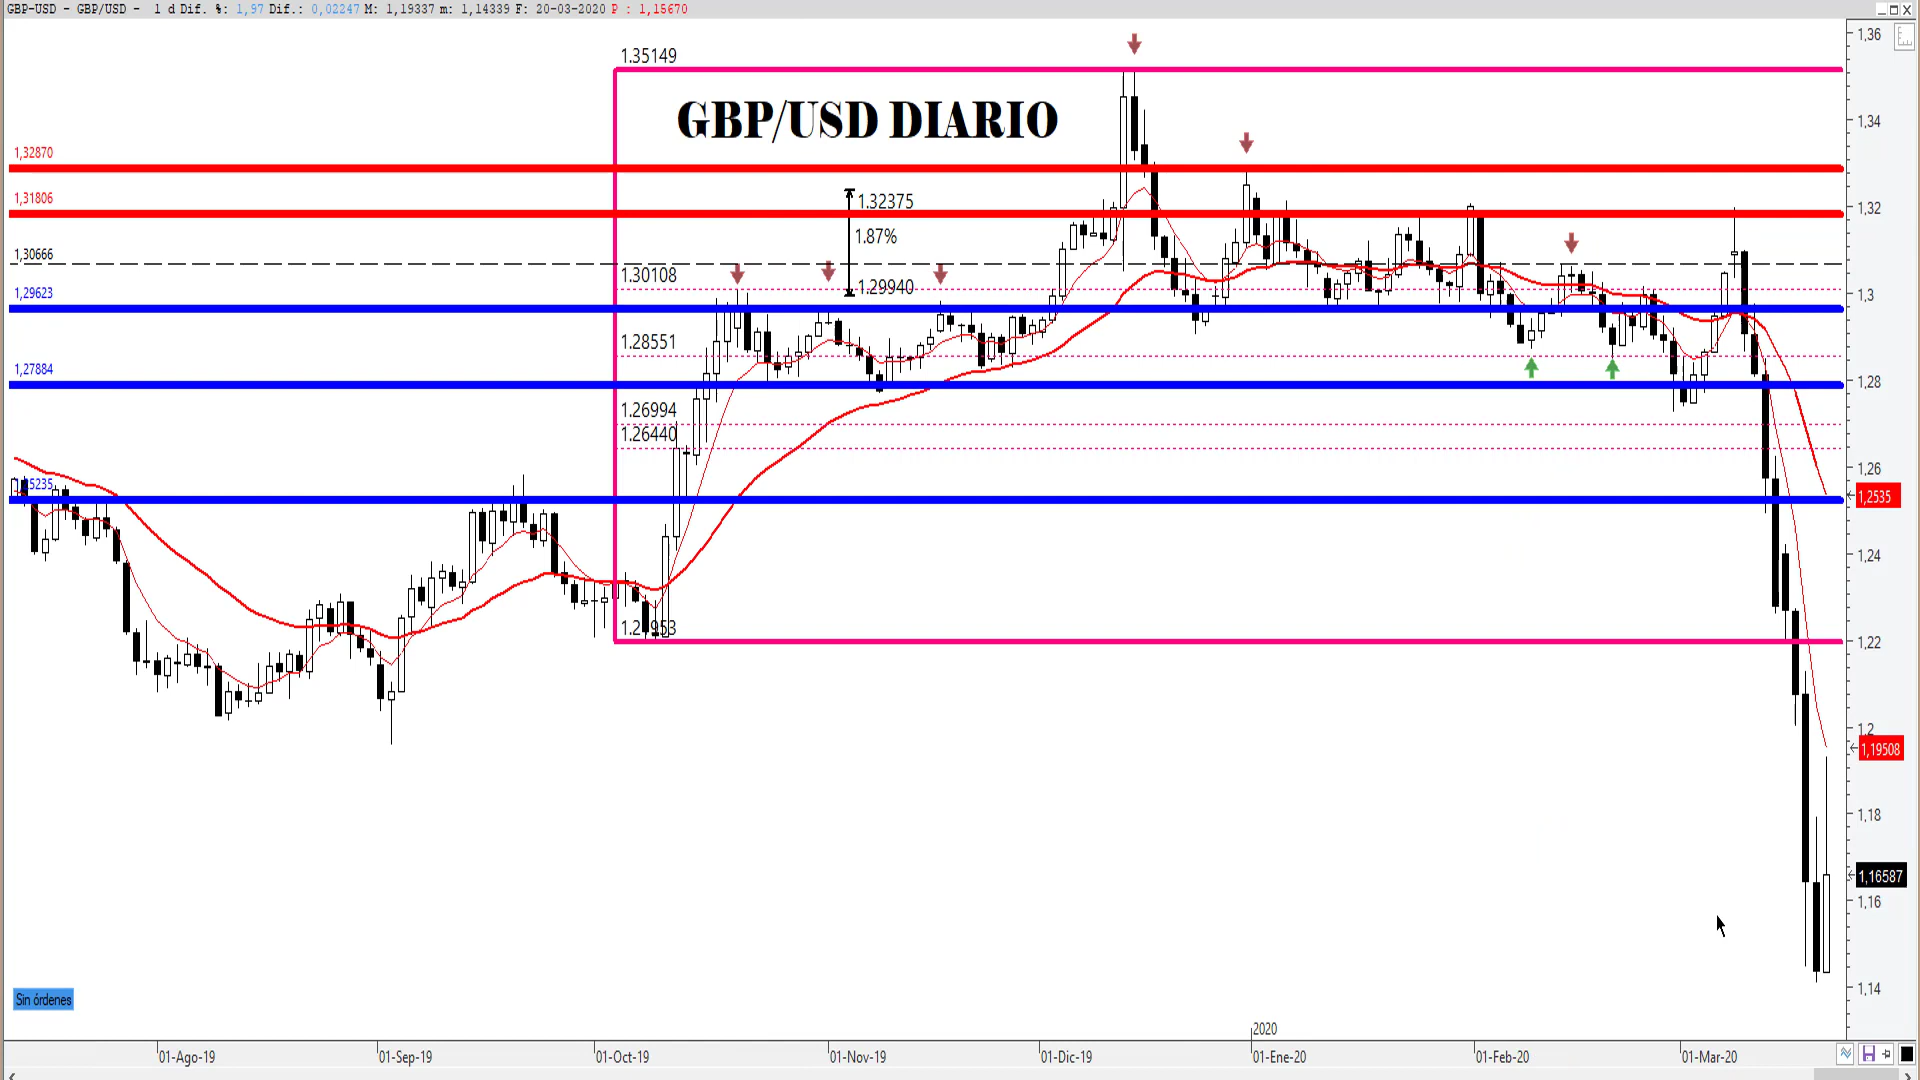 GBP-USD - GBP/USD -  1 d Dif. %: 1,97 Dif.: 0,02247 M: 1,19337 m: 1,14339 F: 20-03-2020 P : 1,15670
1.35149
GBP/USD DIARIO
1,32870
1,31806
1.32375
1.87%
1,30666
1.30108
1.29940
1,29623
1.28551
1,27884
1.26994
1.26440
1,36
1,34
1,32
1,3
1,28
1,26
1,2535
1,24
1,22
1,2
1,19508
1,18
1,16587
1,16
1,14
Sin órdenes
2020
01-Ago-19
01-Sep-19
01-Oct-19
01-Nov-19
01-Dic-19
01-Ene-20
01-Feb-20
01-Mar-20